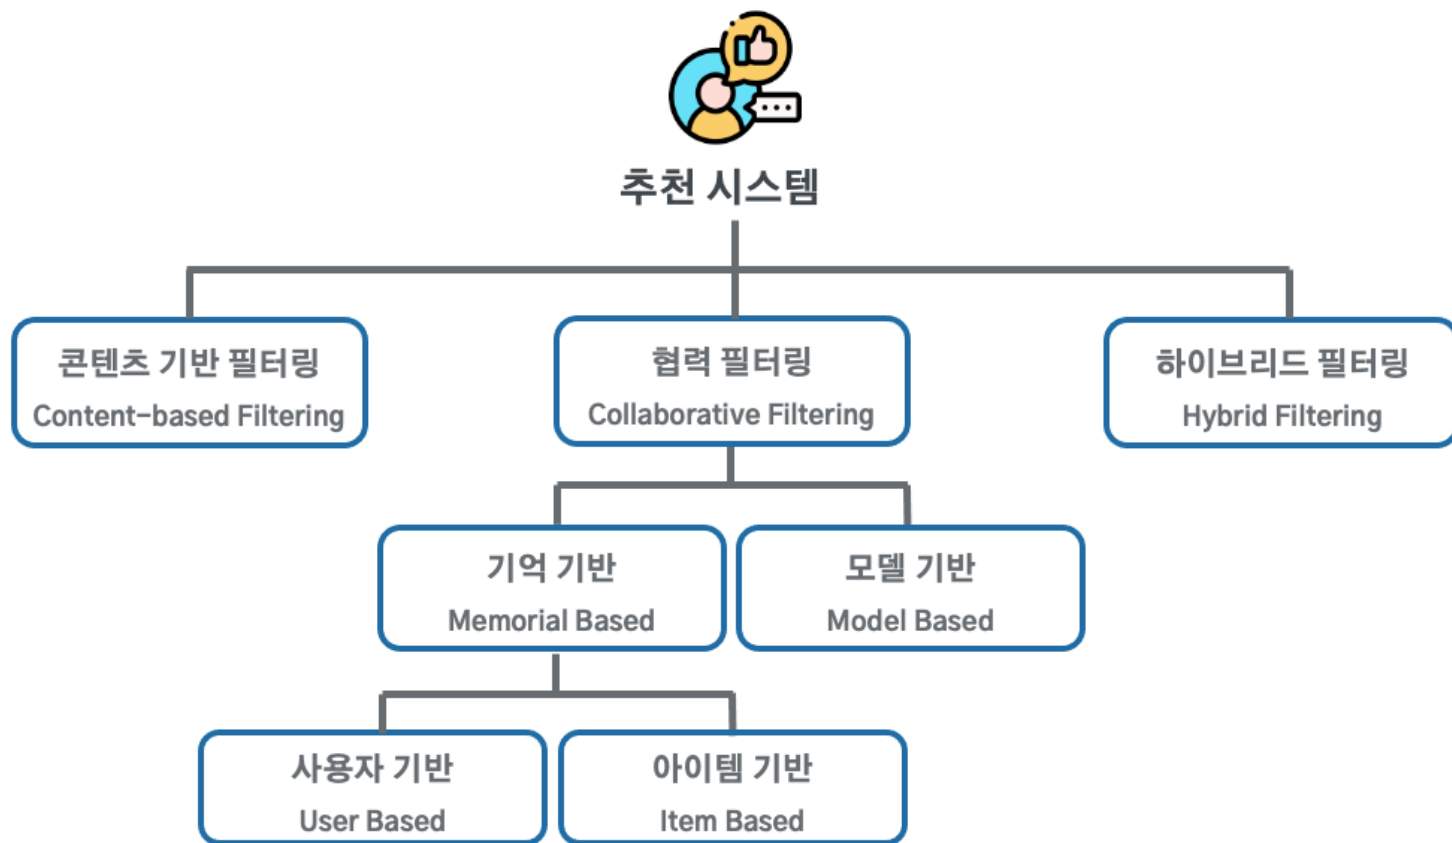 추천 시스템
콘텐츠 기반 필터링
Content-based Filtering
협력 필터링
Collaborative Filtering
하이브리드 필터링
Hybrid Filtering
기억 기반
Memorial Based
모델 기반
Model Based
사용자 기반
User Based
아이템 기반
Item Based